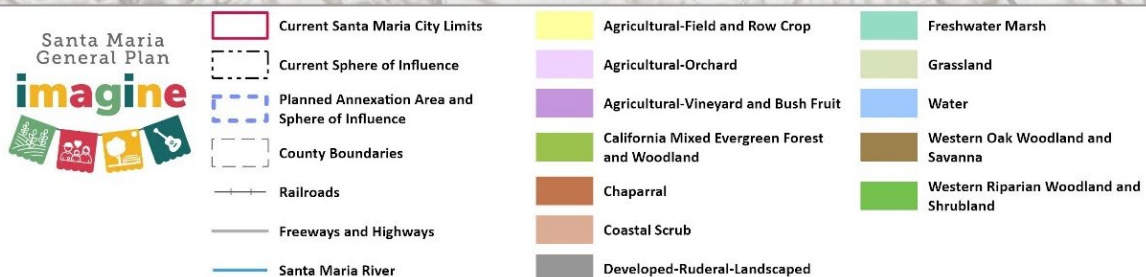 Santa Maria
General Plan
imagine
Current Santa Maria City Limits
Current Sphere of Influence
Planned Annexation Area and
Sphere of Influence
County Boundaries
Railroads
Freeways and Highways
Santa Maria River
Agricultural-Field and Row Crop
Agricultural-Orchard
Agricultural-Vineyard and Bush Fruit
California Mixed Evergreen Forest
and Woodland
Chaparral
Coastal Scrub
Developed-Ruderal-Landscaped
Freshwater Marsh
Grassland
Water
Western Oak Woodland and
Savanna
Western Riparian Woodland and
Shrubland